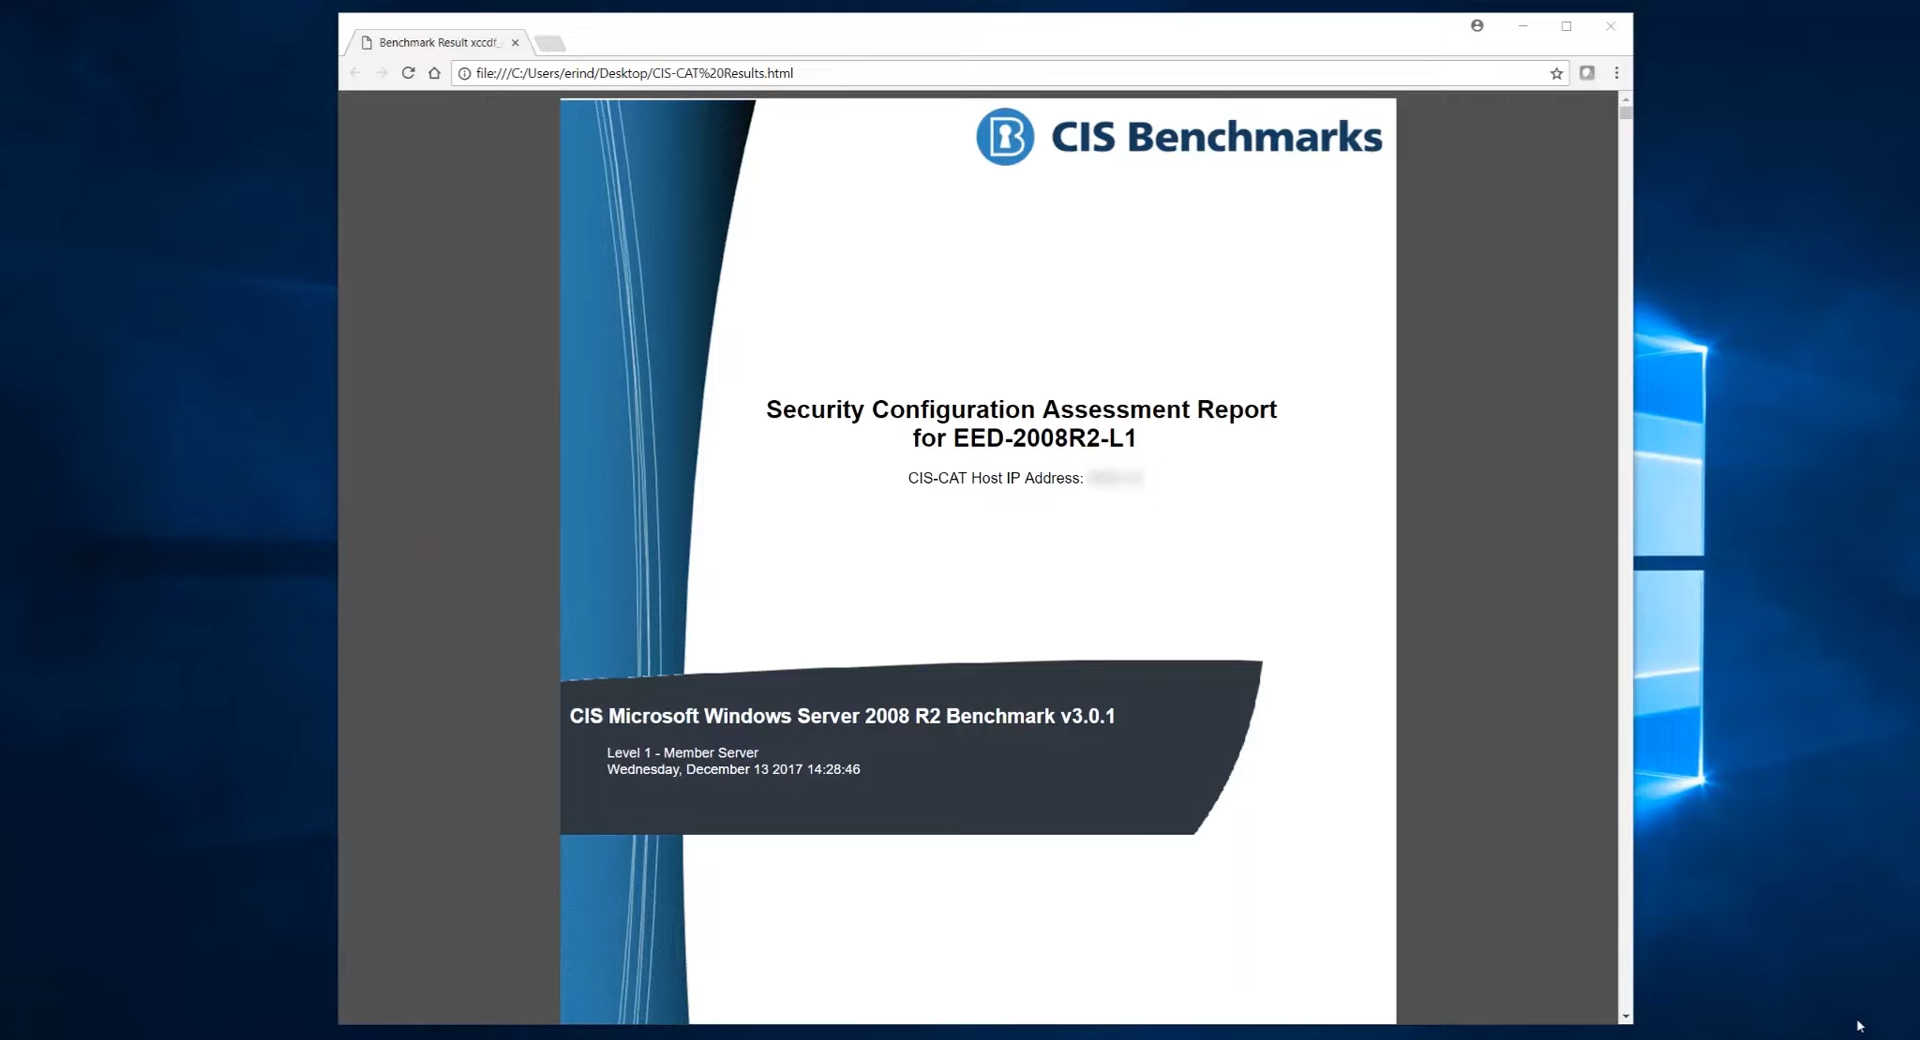 Benchmark Result xccdf_
file:///C:/Users/erind/Desktop/CIS-CAT%20Results.html
CIS Benchmarks
Security Configuration Assessment Report
for EED-2008R2-L1
CIS-CAT Host IP Address:
CIS Microsoft Windows Server 2008 R2 Benchmark v3.0.1
Level 1 - Member Server
Wednesday, December 13 2017 14:28:46